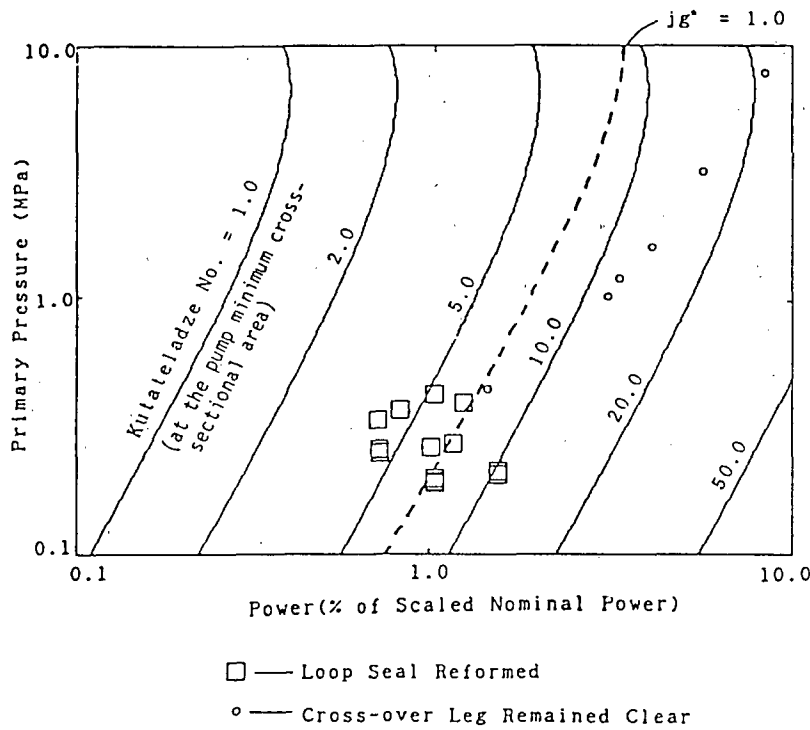 jg* = 1.0
10.0
1.0
0.1
Primary Pressure (MPa)
Kutateladze No. = 1.0
(at the pump minimum cross-
sectional area)
2.0
5.0
10.0
20.0
50.0
0.1
1.0
10.0
Power(% of Scaled Nominal Power)
□ — Loop Seal Reformed
○ — Cross-over Leg Remained Clear